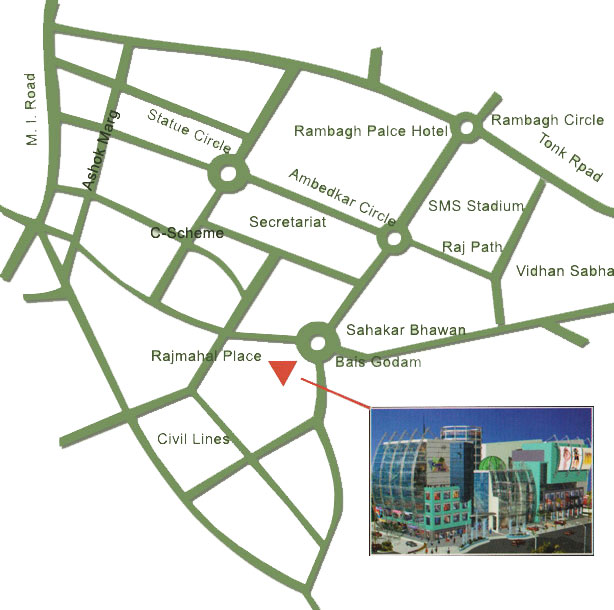 M. I. Road
Ashok Marg
Statue Circle
Rambagh Palce Hotel
Rambagh Circle
Tonk Rpad
Ambedkar Circle
SMS Stadium
Secretariat
C-Scheme
Raj Path
Vidhan Sabha
Sahakar Bhawan
Rajmahal Place
Bais Godam
Civil Lines